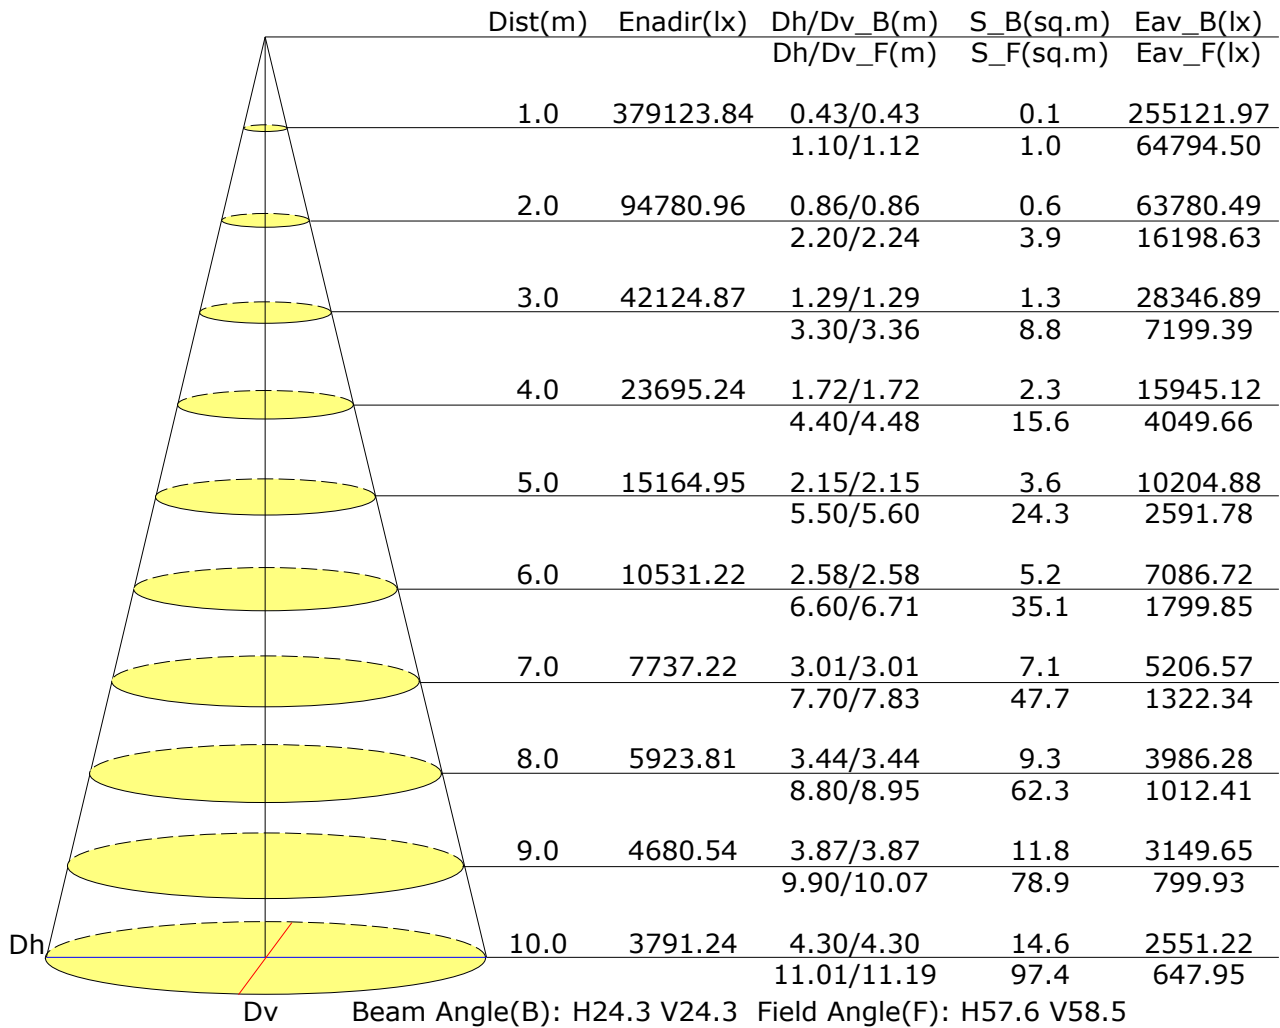 Dist(m) Enadir(lx) Dh/Dv_B(m) S_B(sq.m) Eav_B(lx)
Dh/Dv_F(m) S_F(sq.m) Eav_F(lx)
1.0 379123.84 0.43/0.43 0.1 255121.97
1.10/1.12 1.0 64794.50
2.0 94780.96 0.86/0.86 0.6 63780.49
2.20/2.24 3.9 16198.63
3.0 42124.87 1.29/1.29 1.3 28346.89
3.30/3.36 8.8 7199.39
4.0 23695.24 1.72/1.72 2.3 15945.12
4.40/4.48 15.6 4049.66
5.0 15164.95 2.15/2.15 3.6 10204.88
5.50/5.60 24.3 2591.78
6.0 10531.22 2.58/2.58 5.2 7086.72
6.60/6.71 35.1 1799.85
7.0 7737.22 3.01/3.01 7.1 5206.57
7.70/7.83 47.7 1322.34
8.0 5923.81 3.44/3.44 9.3 3986.28
8.80/8.95 62.3 1012.41
9.0 4680.54 3.87/3.87 11.8 3149.65
9.90/10.07 78.9 799.93
Dh 10.0 3791.24 4.30/4.30 14.6 2551.22
11.01/11.19 97.4 647.95
Dv Beam Angle(B): H24.3 V24.3 Field Angle(F): H57.6 V58.5